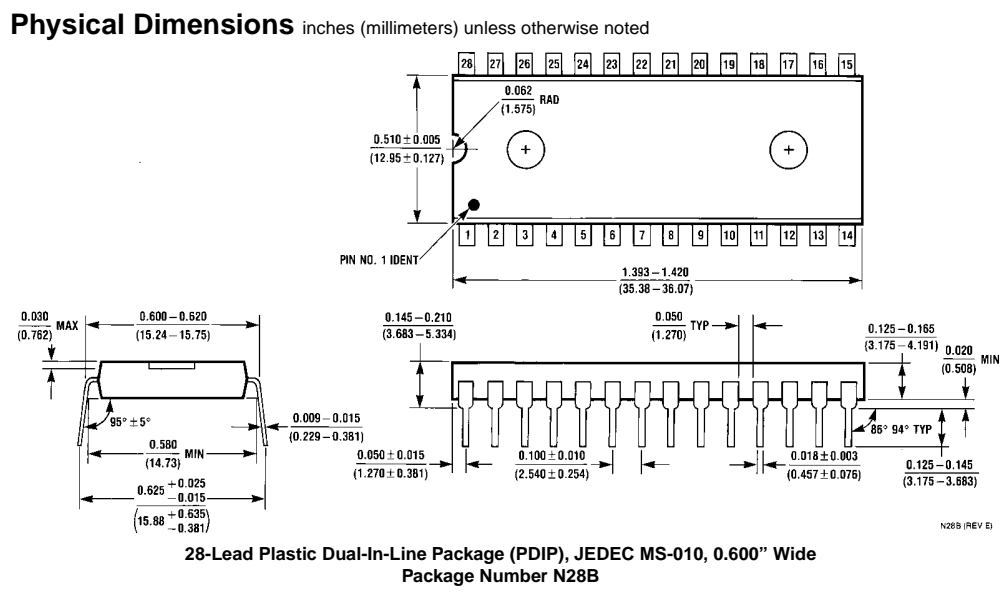 Physical Dimensions inches (millimeters) unless otherwise noted
28 27 26 25 24 23 22 21 20 19 18 17 16 15
0.062
(1.575)
RAD
0.510 ± 0.005
(12.95 ± 0.127)
PIN NO. 1 IDENT
1 2 3 4 5 6 7 8 9 10 11 12 13 14
1.393 – 1.420
(35.38 – 36.07)
0.030
(0.762)
MAX
0.600 – 0.620
(15.24 – 15.75)
95° ± 5°
0.009 – 0.015
(0.229 – 0.381)
0.580
(14.73)
MIN
0.625 + 0.025
– 0.015
(15.88 + 0.635
– 0.381)
0.145 – 0.210
(3.683 – 5.334)
0.050
(1.270)
TYP
0.125 – 0.165
(3.175 – 4.191)
0.020
(0.508)
MIN
86° 94° TYP
0.050 ± 0.015
(1.270 ± 0.381)
0.100 ± 0.010
(2.540 ± 0.254)
0.018 ± 0.003
(0.457 ± 0.076)
0.125 – 0.145
(3.175 – 3.683)
N28B (REV E)
28-Lead Plastic Dual-In-Line Package (PDIP), JEDEC MS-010, 0.600” Wide
Package Number N28B